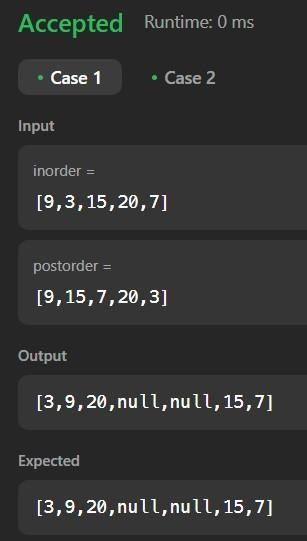 Accepted Runtime: 0 ms
• Case 1 • Case 2
Input
inorder =
[9,3,15,20,7]
postorder =
[9,15,7,20,3]
Output
[3,9,20,null,null,15,7]
Expected
[3,9,20,null,null,15,7]